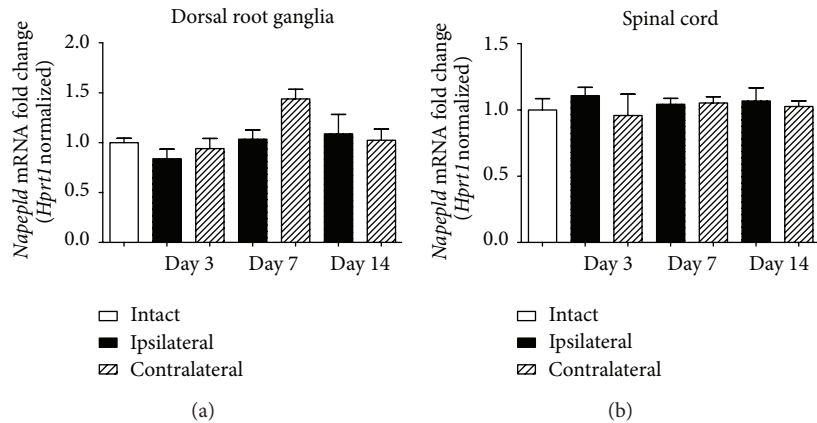 Dorsal root ganglia
Napepld mRNA fold change
(Hprt1 normalized)
2.0
1.5
1.0
0.5
0.0
Day 3 Day 7 Day 14
Intact
Ipsilateral
Contralateral
(a)
Spinal cord
Napepld mRNA fold change
(Hprt1 normalized)
1.5
1.0
0.5
0.0
Day 3 Day 7 Day 14
Intact
Ipsilateral
Contralateral
(b)